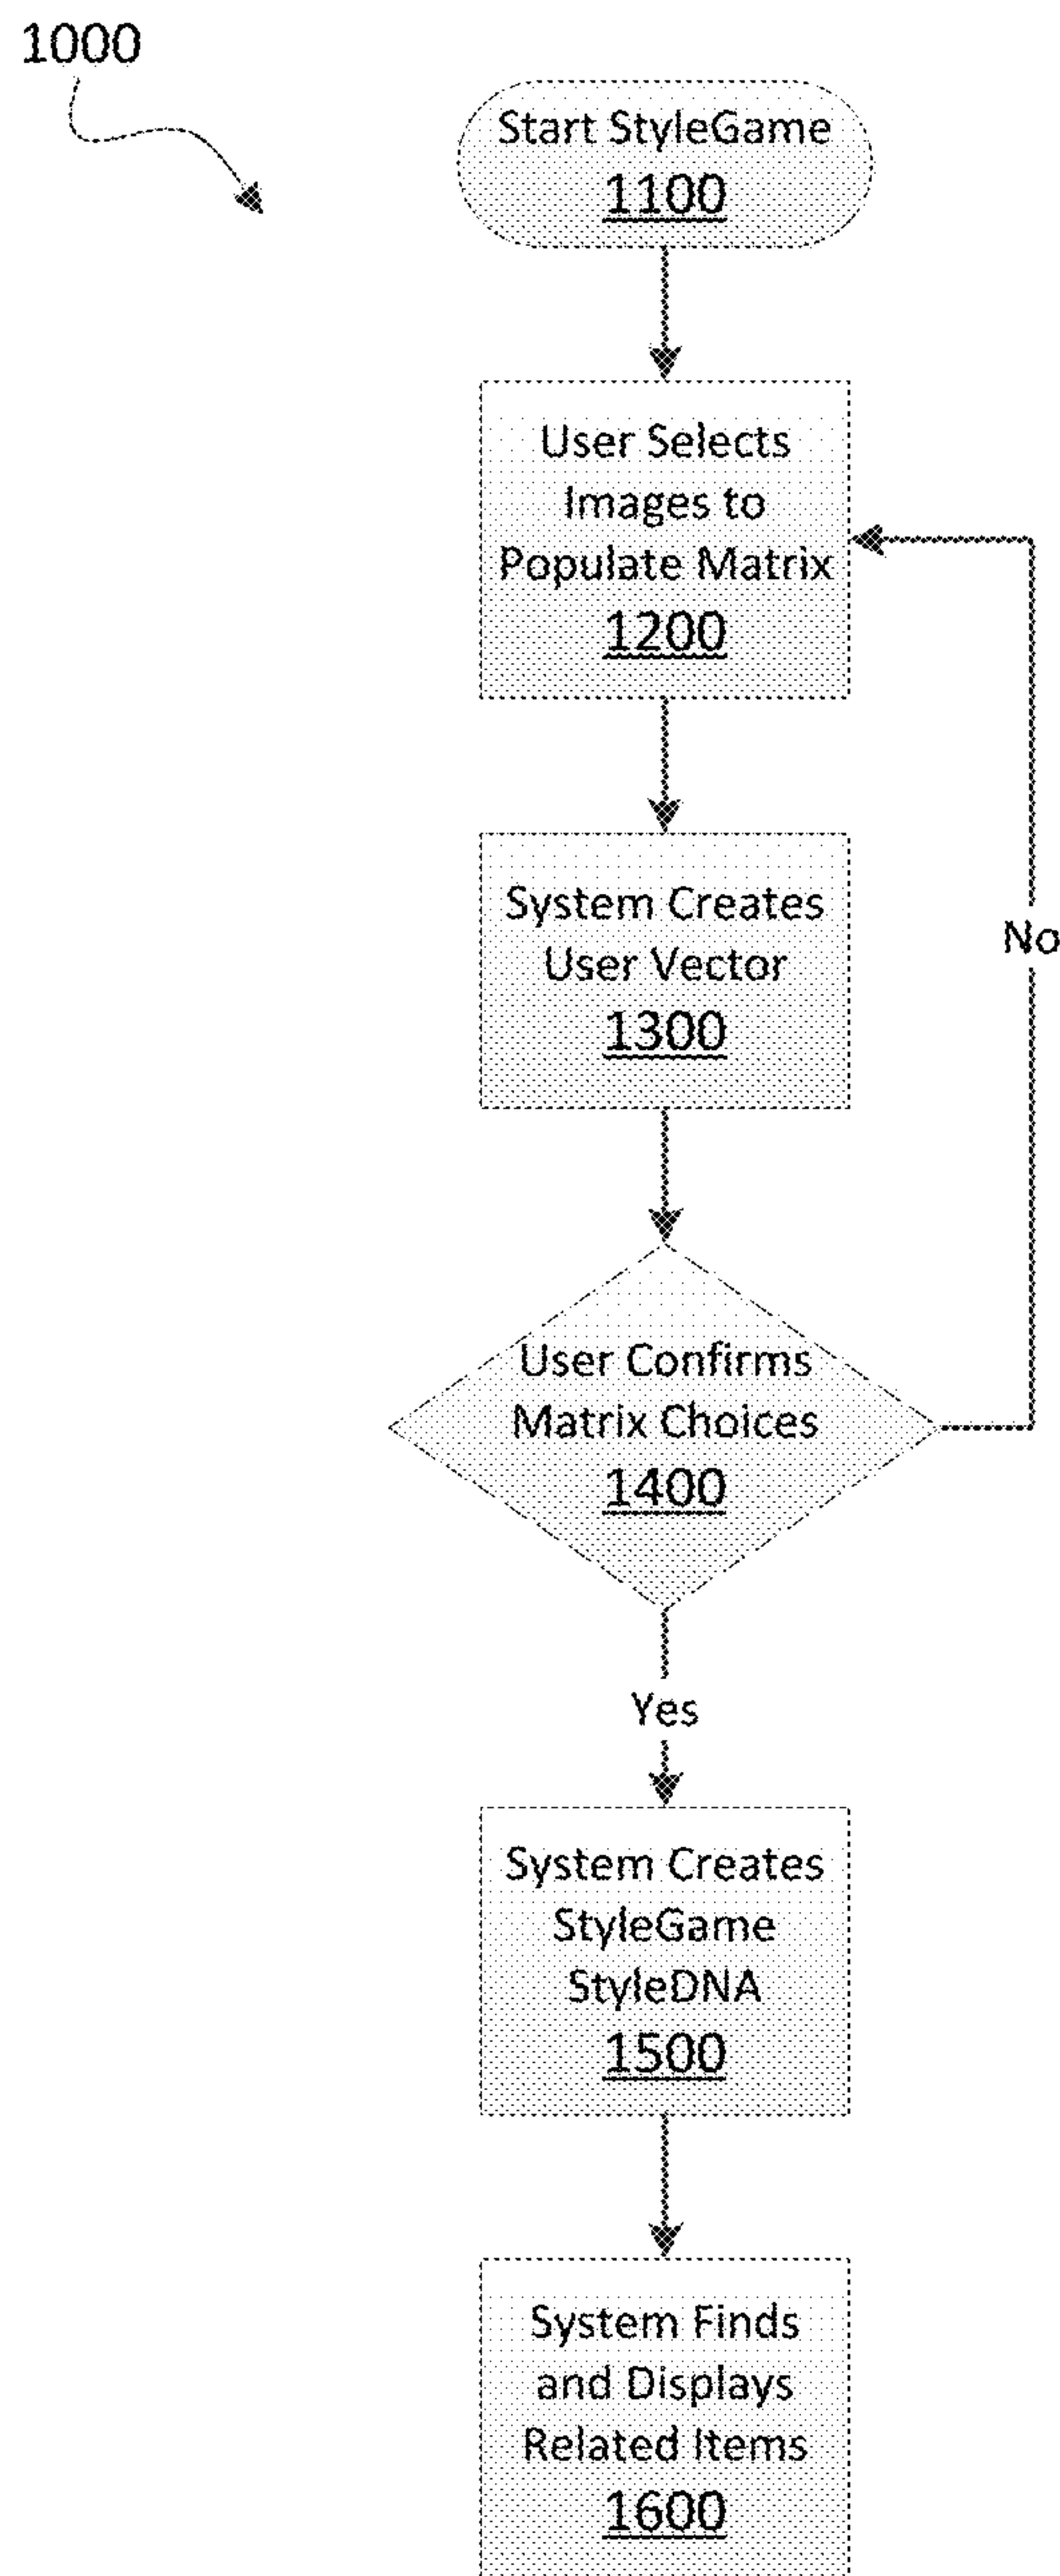 1000
Start StyleGame
1100
User Selects
Images to
Populate Matrix
1200
System Creates
User Vector
1300
No
User Confirms
Matrix Choices
1400
Yes
System Creates
StyleGame
StyleDNA
1500
System Finds
and Displays
Related Items
1600